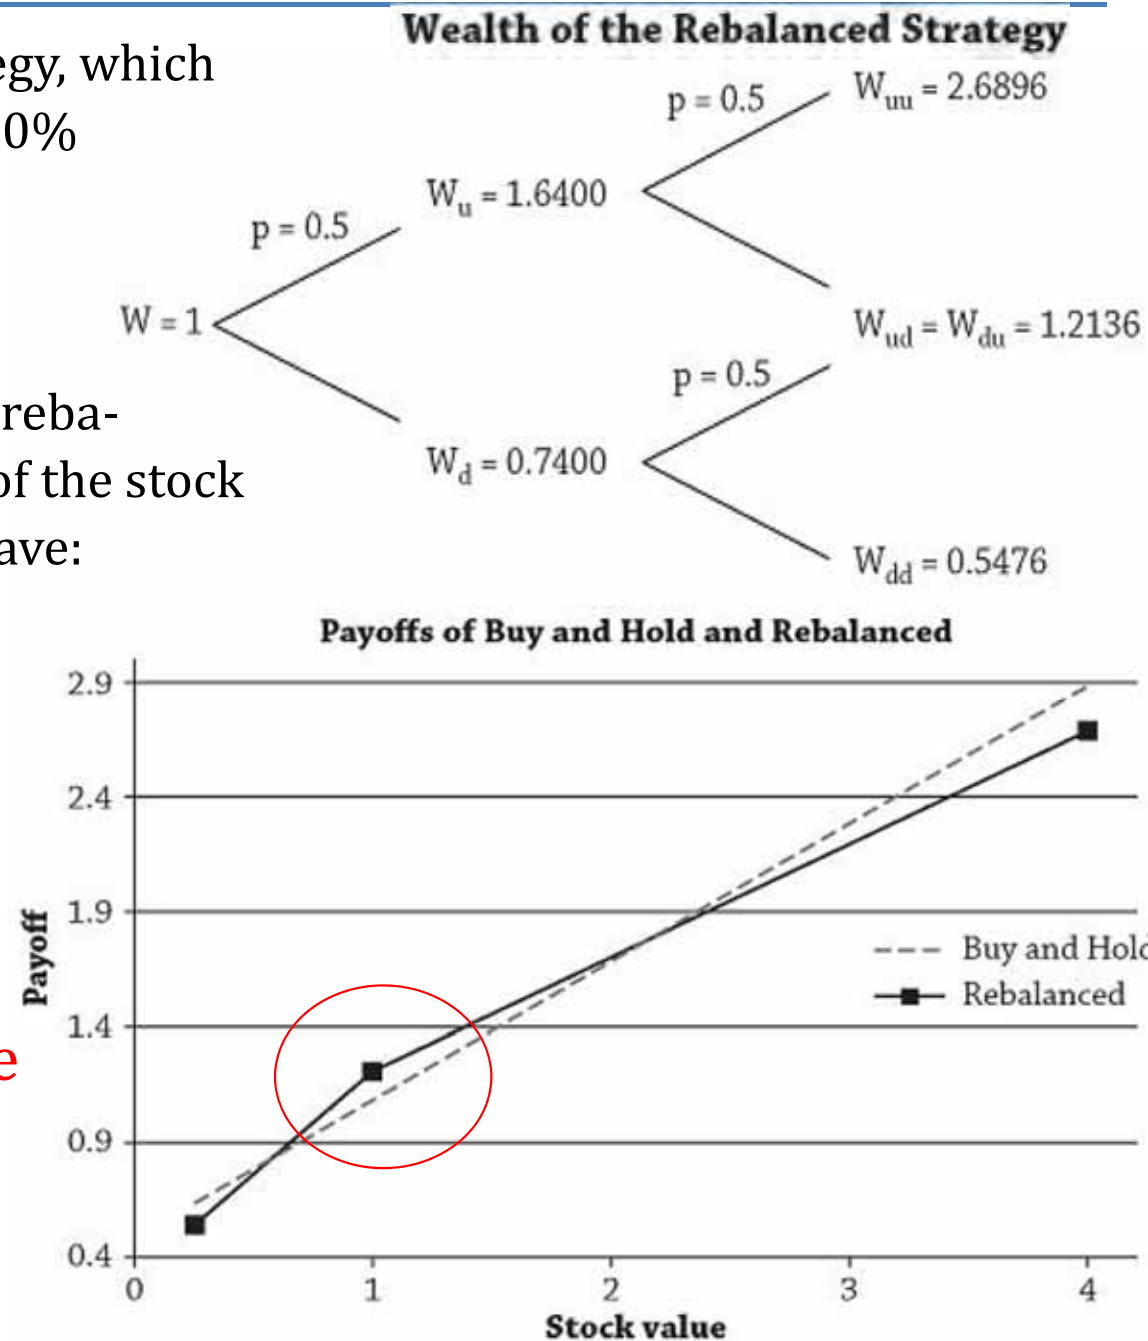 Wealth of the Rebalanced Strategy
egy, which
0%
p = 0.5
W_uu = 2.6896
W_u = 1.6400
p = 0.5
W = 1
W_ud = W_du = 1.2136
p = 0.5
reba-
W_d = 0.7400
of the stock
ave:
W_dd = 0.5476
Payoffs of Buy and Hold and Rebalanced
2.9
2.4
1.9
1.4
0.9
0.4
Payoff
e
Buy and Hold
Rebalanced
0 1 2 3 4
Stock value